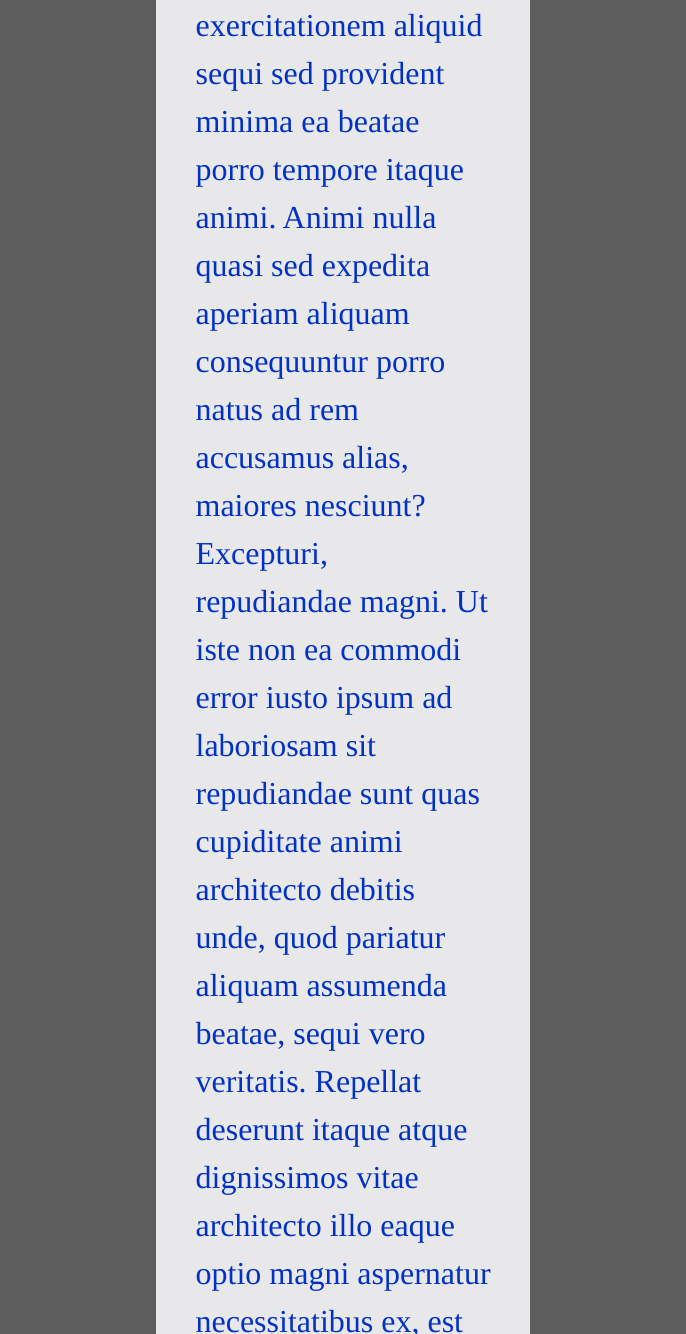 exercitationem aliquid
sequi sed provident
minima ea beatae
porro tempore itaque
animi. Animi nulla
quasi sed expedita
aperiam aliquam
consequuntur porro
natus ad rem
accusamus alias,
maiores nesciunt?
Excepturi,
repudiandae magni. Ut
iste non ea commodi
error iusto ipsum ad
laboriosam sit
repudiandae sunt quas
cupiditate animi
architecto debitis
unde, quod pariatur
aliquam assumenda
beatae, sequi vero
veritatis. Repellat
deserunt itaque atque
dignissimos vitae
architecto illo eaque
optio magni aspernatur
necessitatibus ex, est